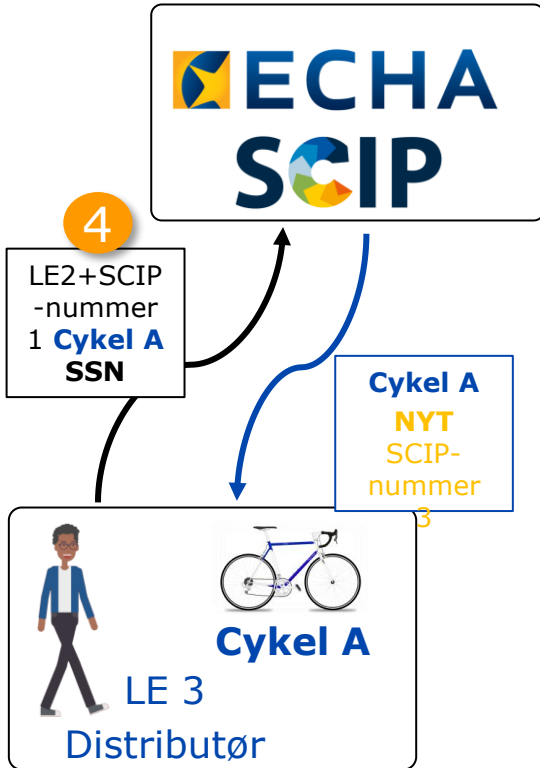 ECHA
SCIP
4
LE2+SCIP
-nummer
1 Cykel A
SSN
Cykel A
NYT
SCIP-
nummer
3
Cykel A
LE 3
Distributør